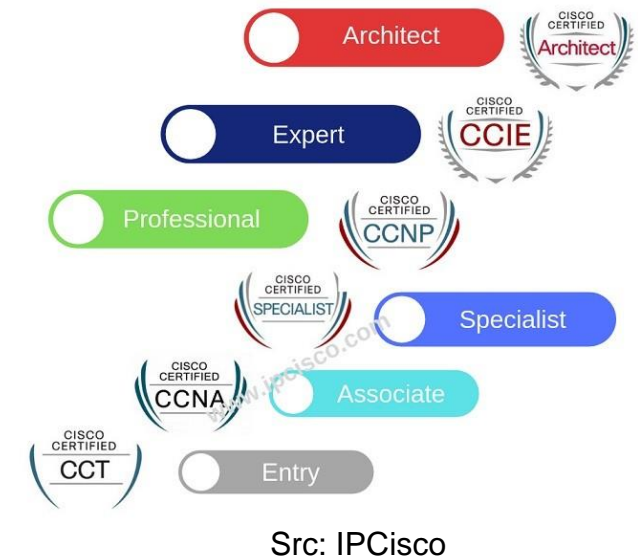 Architect
CISCO
CERTIFIED
Architect
Expert
CISCO
CERTIFIED
CCIE
Professional
CISCO
CERTIFIED
CCNP
CISCO
CERTIFIED
SPECIALIST
Specialist
www.ipcisco.com
CISCO
CERTIFIED
CCNA
Associate
CISCO
CERTIFIED
CCT
Entry
Src: IPCisco